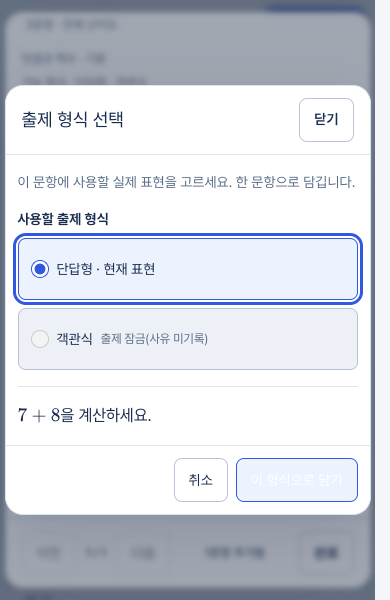 출제 형식 선택
닫기
이 문항에 사용할 실제 표현을 고르세요. 한 문항으로 담깁니다.
사용할 출제 형식
단답형 · 현재 표현
객관식 출제 잠금(사유 미기록)
7 + 8을 계산하세요.
취소
이 형식으로 담기